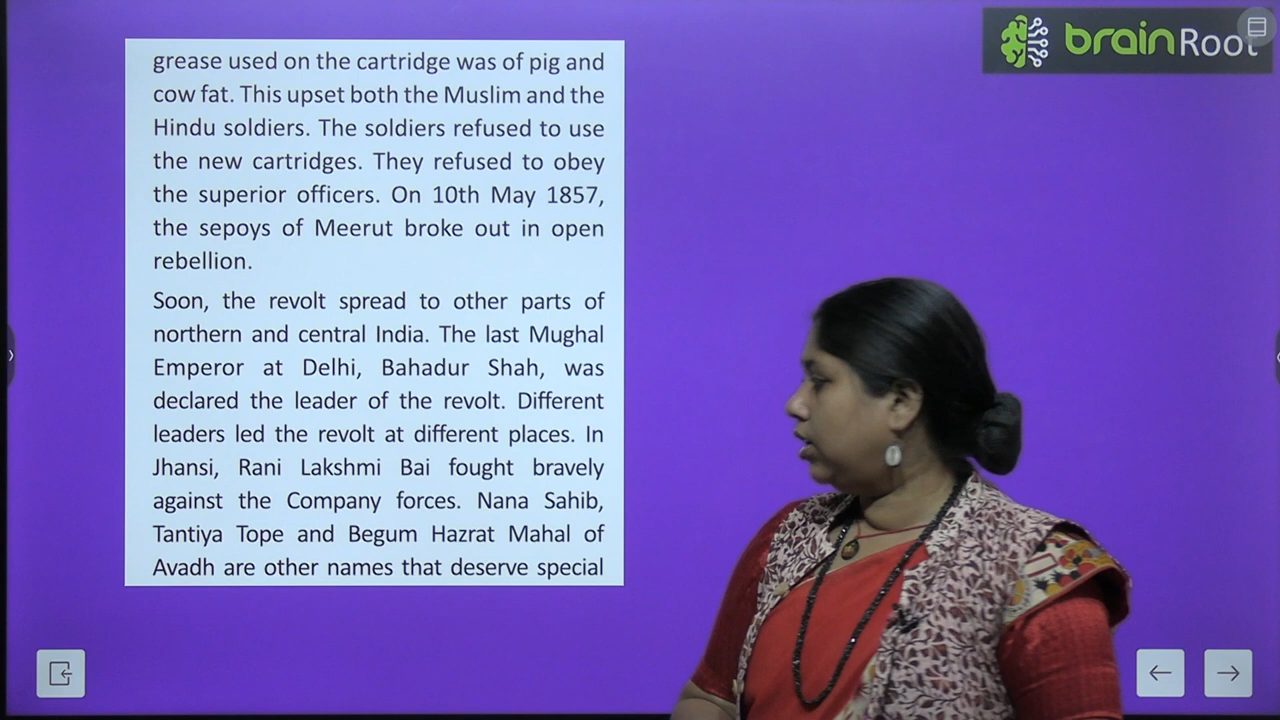 brainRoot
grease used on the cartridge was of pig and
cow fat. This upset both the Muslim and the
Hindu soldiers. The soldiers refused to use
the new cartridges. They refused to obey
the superior officers. On 10th May 1857,
the sepoys of Meerut broke out in open
rebellion.
Soon, the revolt spread to other parts of
northern and central India. The last Mughal
Emperor at Delhi, Bahadur Shah, was
declared the leader of the revolt. Different
leaders led the revolt at different places. In
Jhansi, Rani Lakshmi Bai fought bravely
against the Company forces. Nana Sahib,
Tantiya Tope and Begum Hazrat Mahal of
Avadh are other names that deserve special